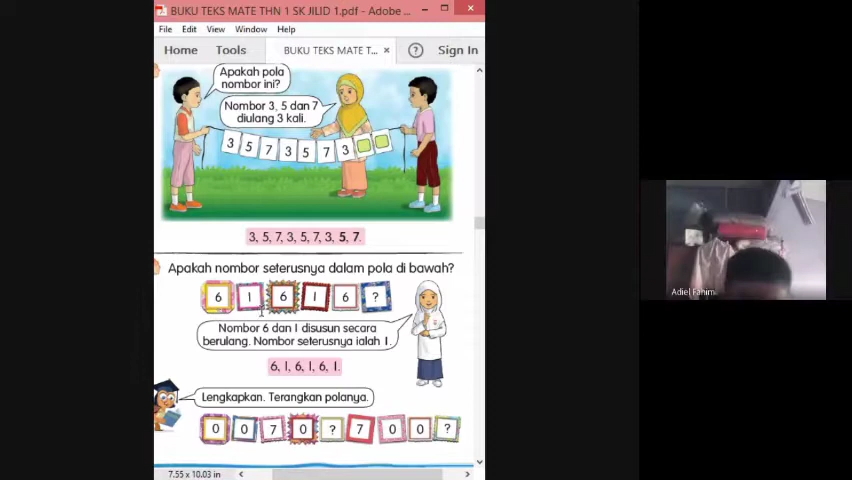 BUKU TEKS MATE THN 1 SK JILID 1.pdf - Adobe ...
File Edit View Window Help
Home Tools BUKU TEKS MATE T... × ? Sign In
Apakah pola
nombor ini?
Nombor 3, 5 dan 7
diulang 3 kali.
3 5 7 3 5 7 3
3, 5, 7, 3, 5, 7, 3, 5, 7.
Apakah nombor seterusnya dalam pola di bawah?
6 1 6 1 6 ?
Nombor 6 dan 1 disusun secara
berulang. Nombor seterusnya ialah 1.
6, 1, 6, 1, 6, 1.
Lengkapkan. Terangkan polanya.
0 0 7 0 ? 7 0 0 ?
7.55 x 10.03 in
Adiel Fahimi